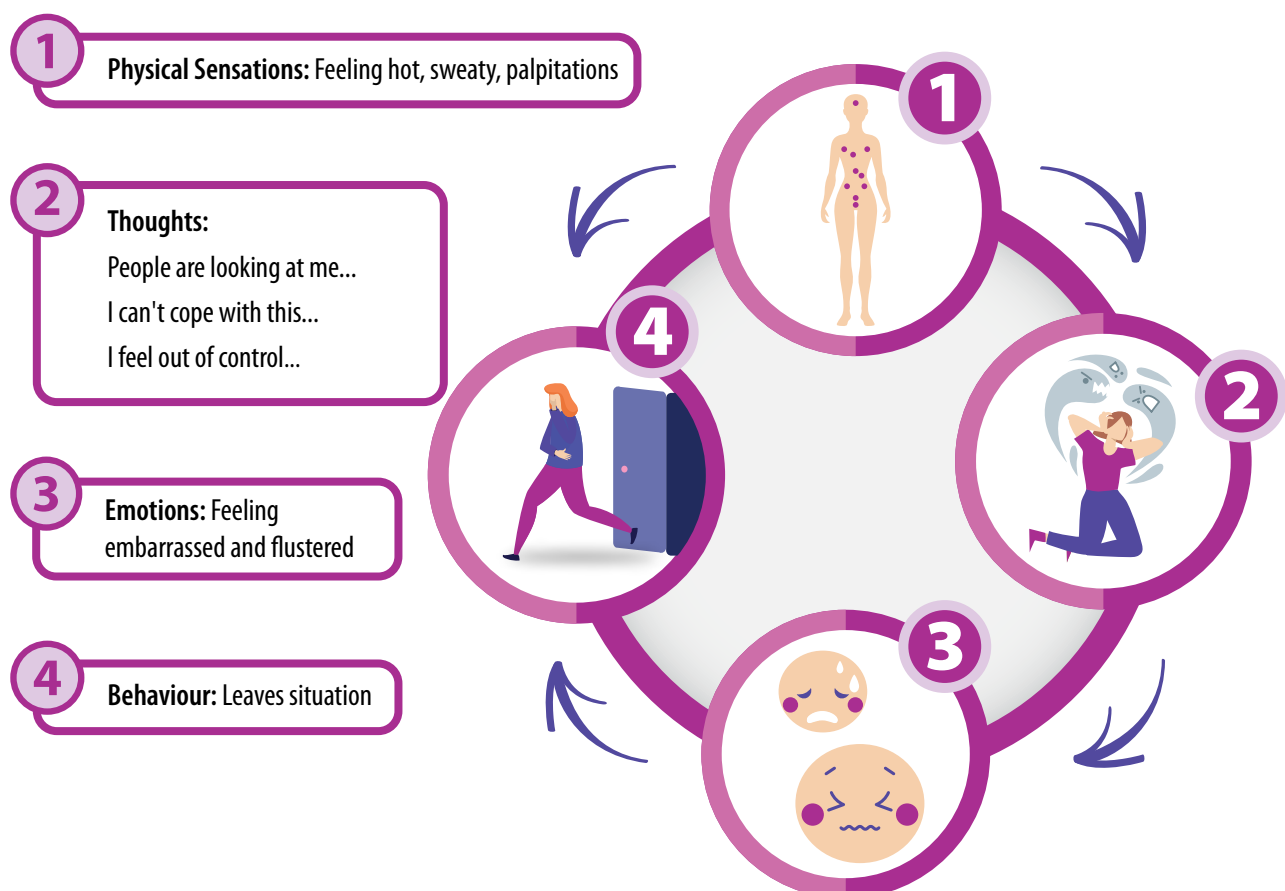 1
Physical Sensations: Feeling hot, sweaty, palpitations
2
Thoughts:
People are looking at me...
I can't cope with this...
I feel out of control...
3
Emotions: Feeling
embarrassed and flustered
4
Behaviour: Leaves situation
1
2
3
4